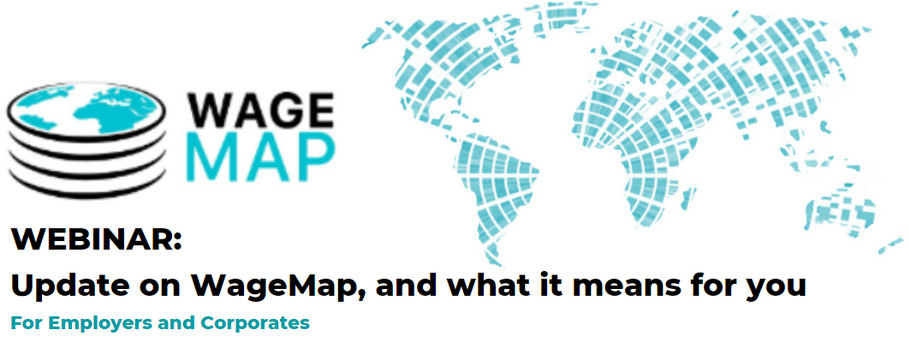 WAGE
MAP
WEBINAR:
Update on WageMap, and what it means for you
For Employers and Corporates